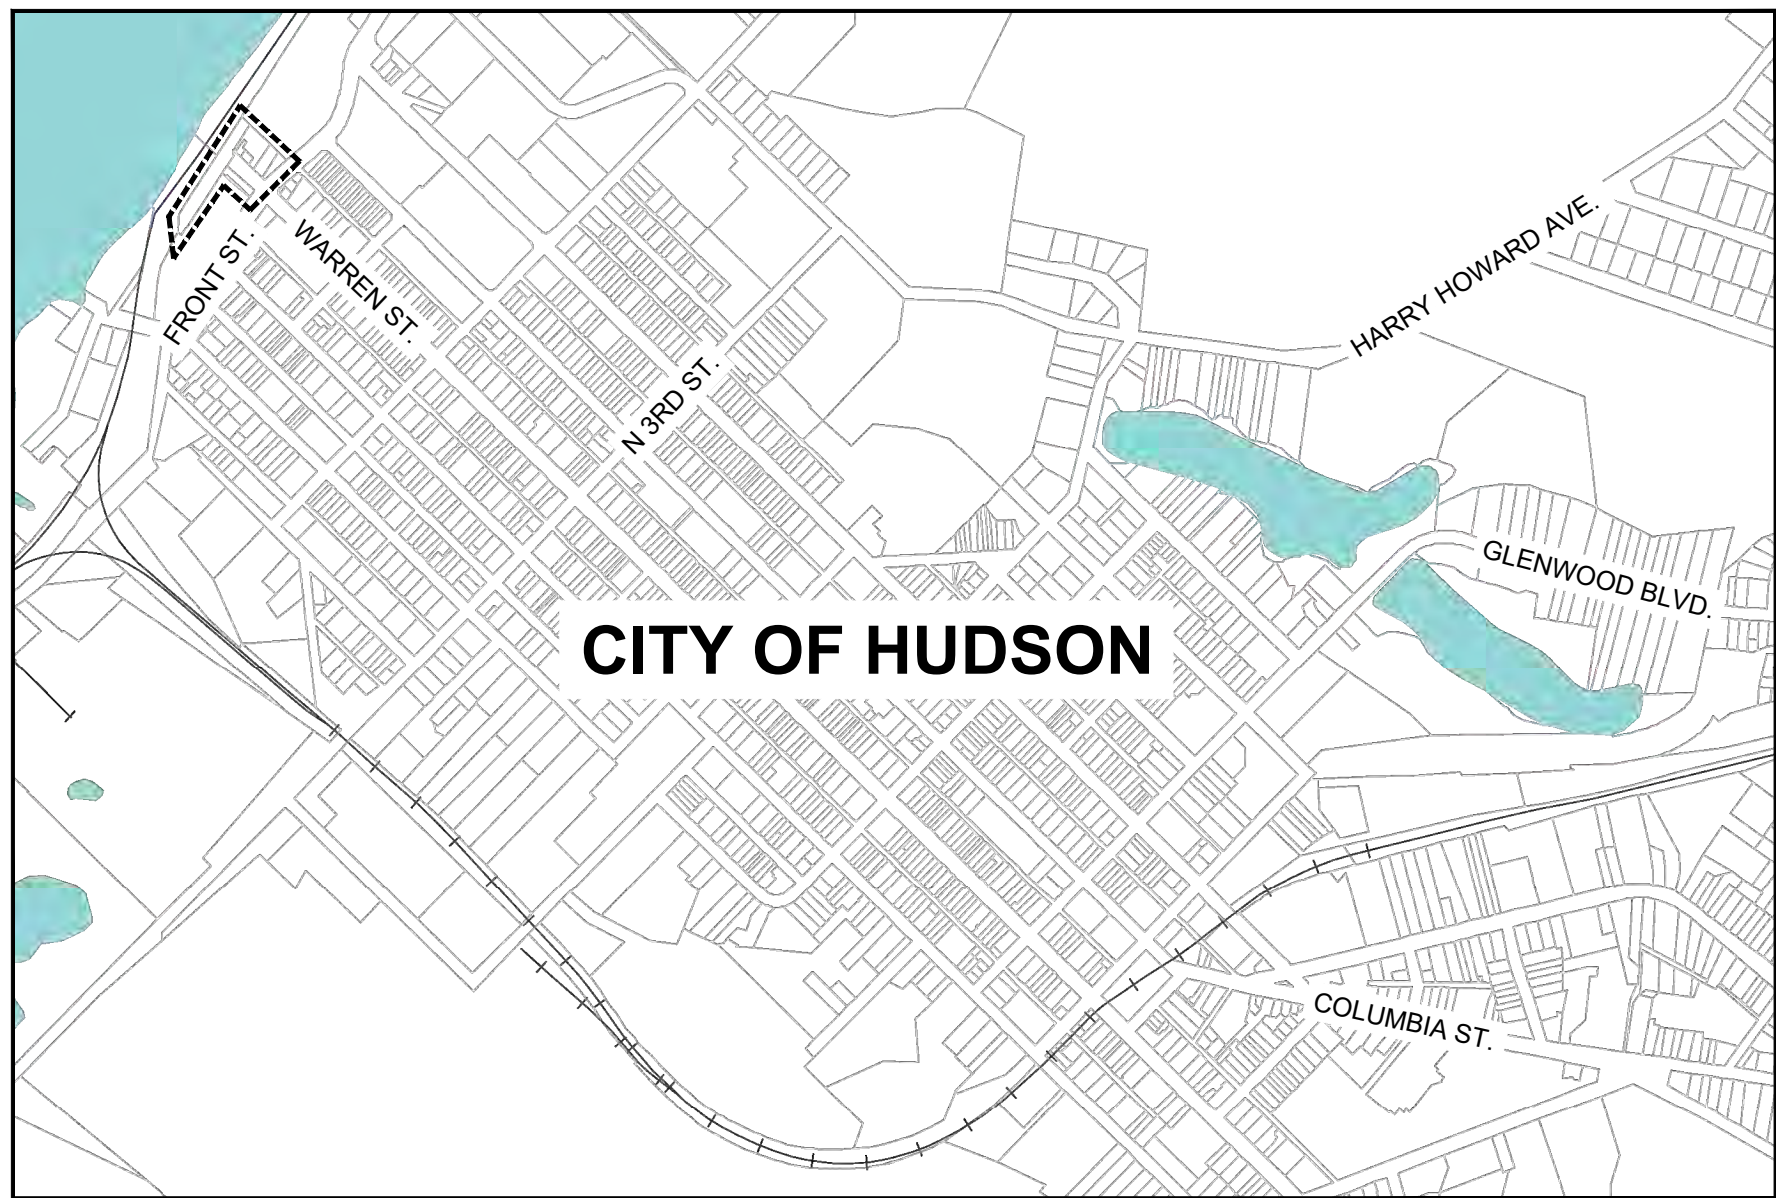 HARRY HOWARD AVE.
FRONT ST.
WARREN ST.
N 3RD ST.
GLENWOOD BLVD.
CITY OF HUDSON
COLUMBIA ST.